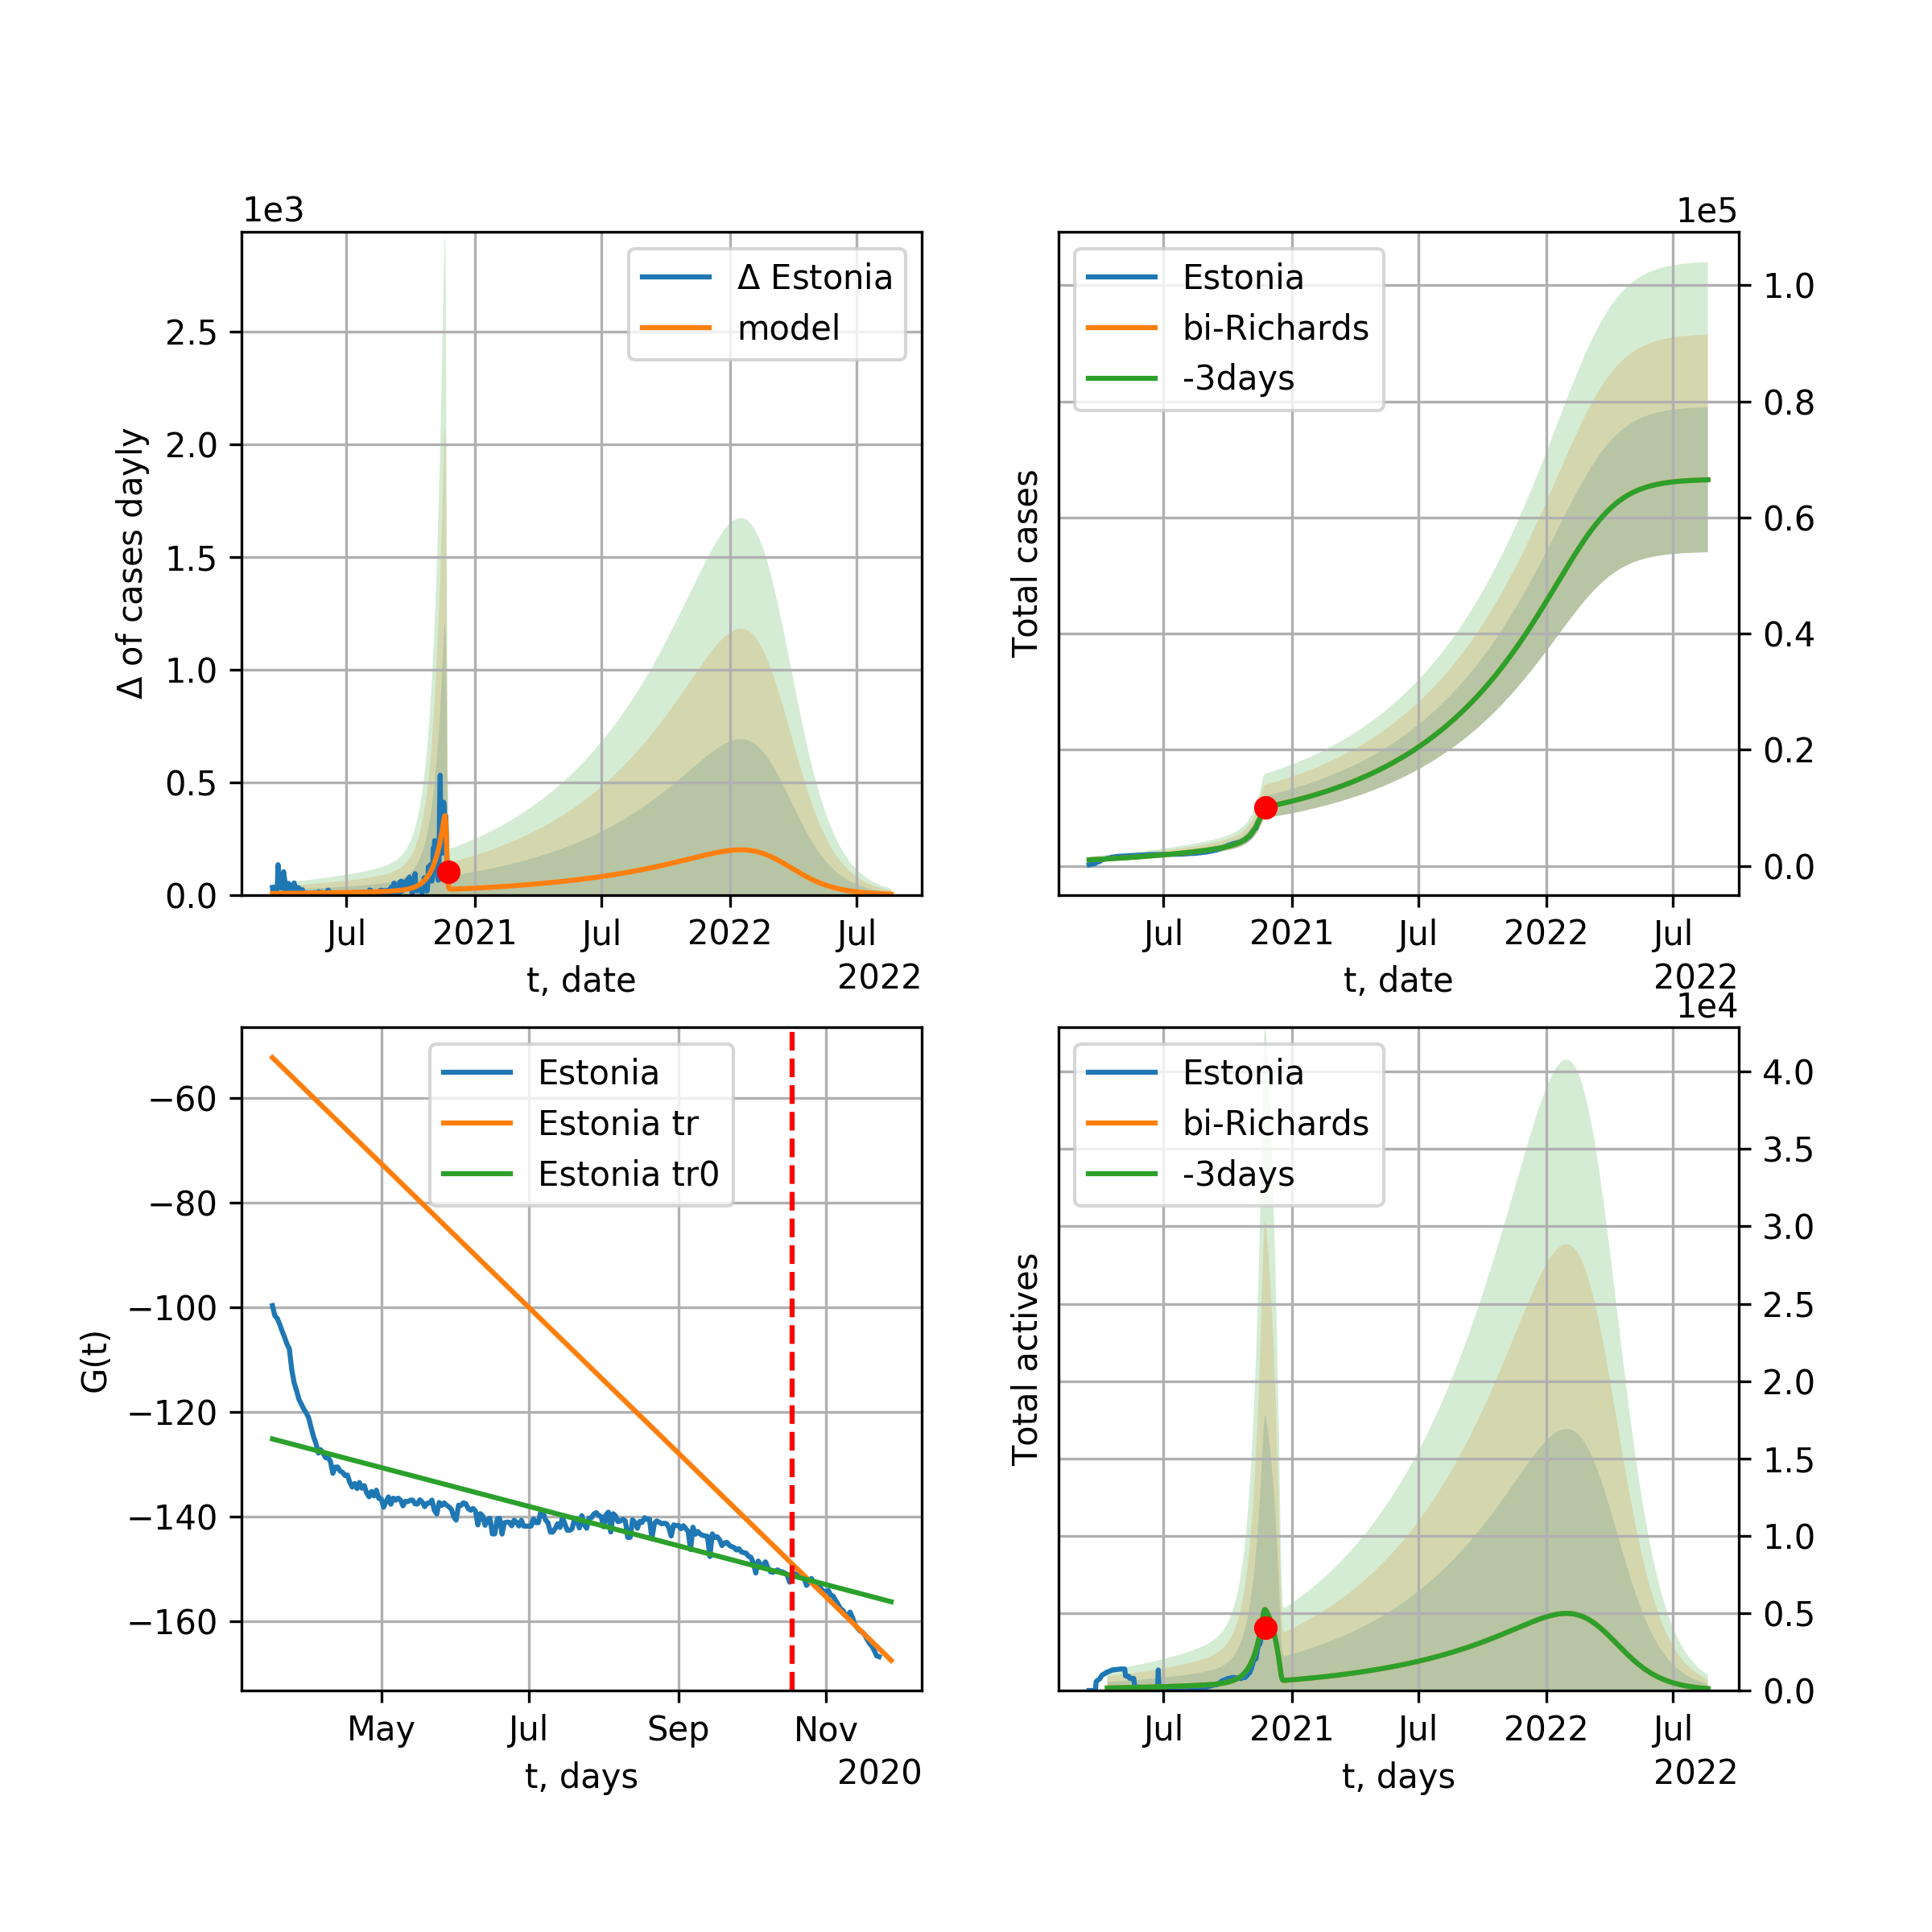 1e3
Δ of cases dayly
2.5
2.0
1.5
1.0
0.5
0.0
Δ Estonia
model
Jul
2021
Jul
2022
Jul
2022
t, date
1e5
Total cases
Estonia
bi-Richards
-3days
1.0
0.8
0.6
0.4
0.2
0.0
Jul
2021
Jul
2022
Jul
2022
t, date
G(t)
−60
−80
−100
−120
−140
−160
Estonia
Estonia tr
Estonia tr0
May
Jul
Sep
Nov
2020
t, days
1e4
Total actives
Estonia
bi-Richards
-3days
4.0
3.5
3.0
2.5
2.0
1.5
1.0
0.5
0.0
Jul
2021
Jul
2022
Jul
2022
t, days